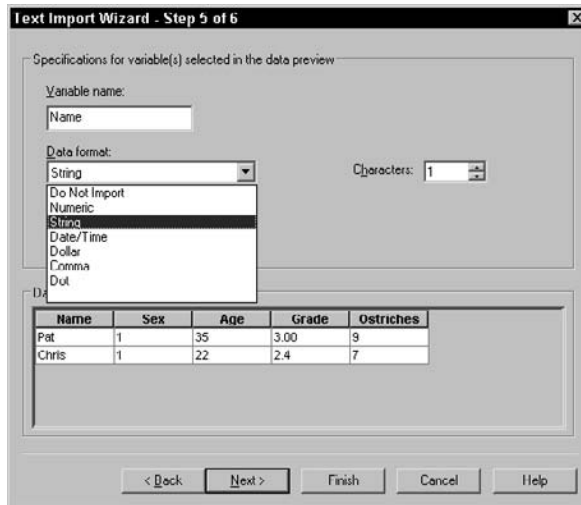 Text Import Wizard - Step 5 of 6
Specifications for variable(s) selected in the data preview
Variable name:
Name
Data format:
String
Characters: 1
Do Not Import
Numeric
String
Date/Time
Dollar
Comma
Dot
Da
Name Sex Age Grade Ostriches
Pat 1 35 3.00 9
Chris 1 22 2.4 7
< Back Next > Finish Cancel Help